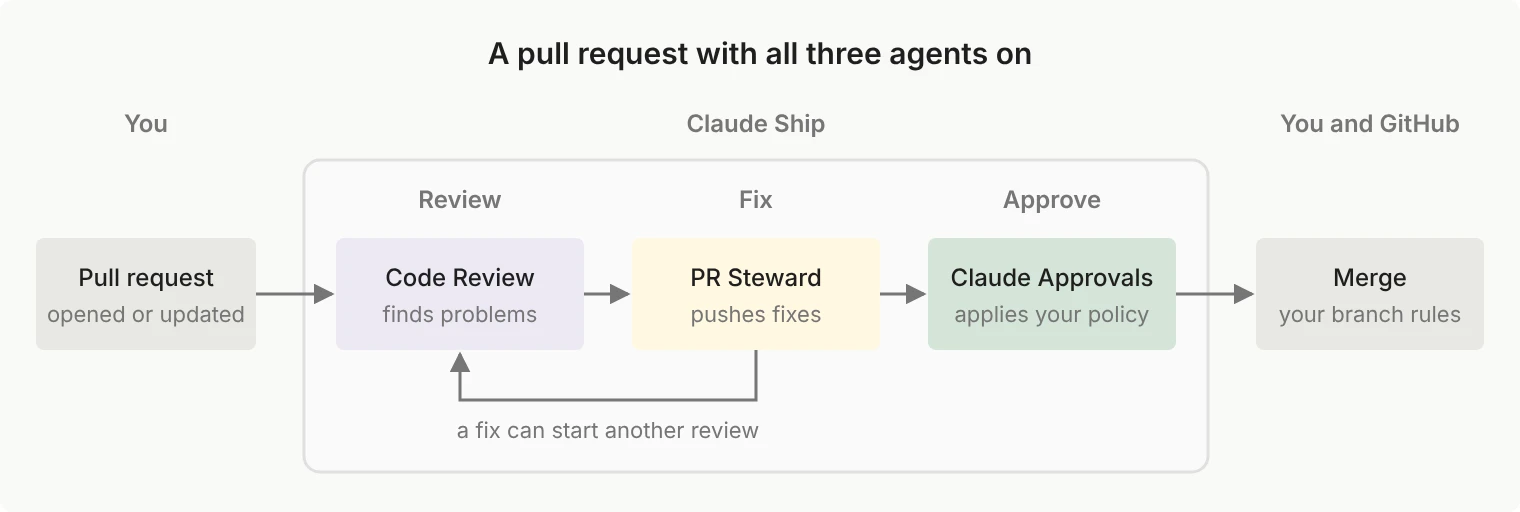 A pull request with all three agents on
You
Claude Ship
You and GitHub
Review
Fix
Approve
Pull request
opened or updated
Code Review
finds problems
PR Steward
pushes fixes
Claude Approvals
applies your policy
Merge
your branch rules
a fix can start another review